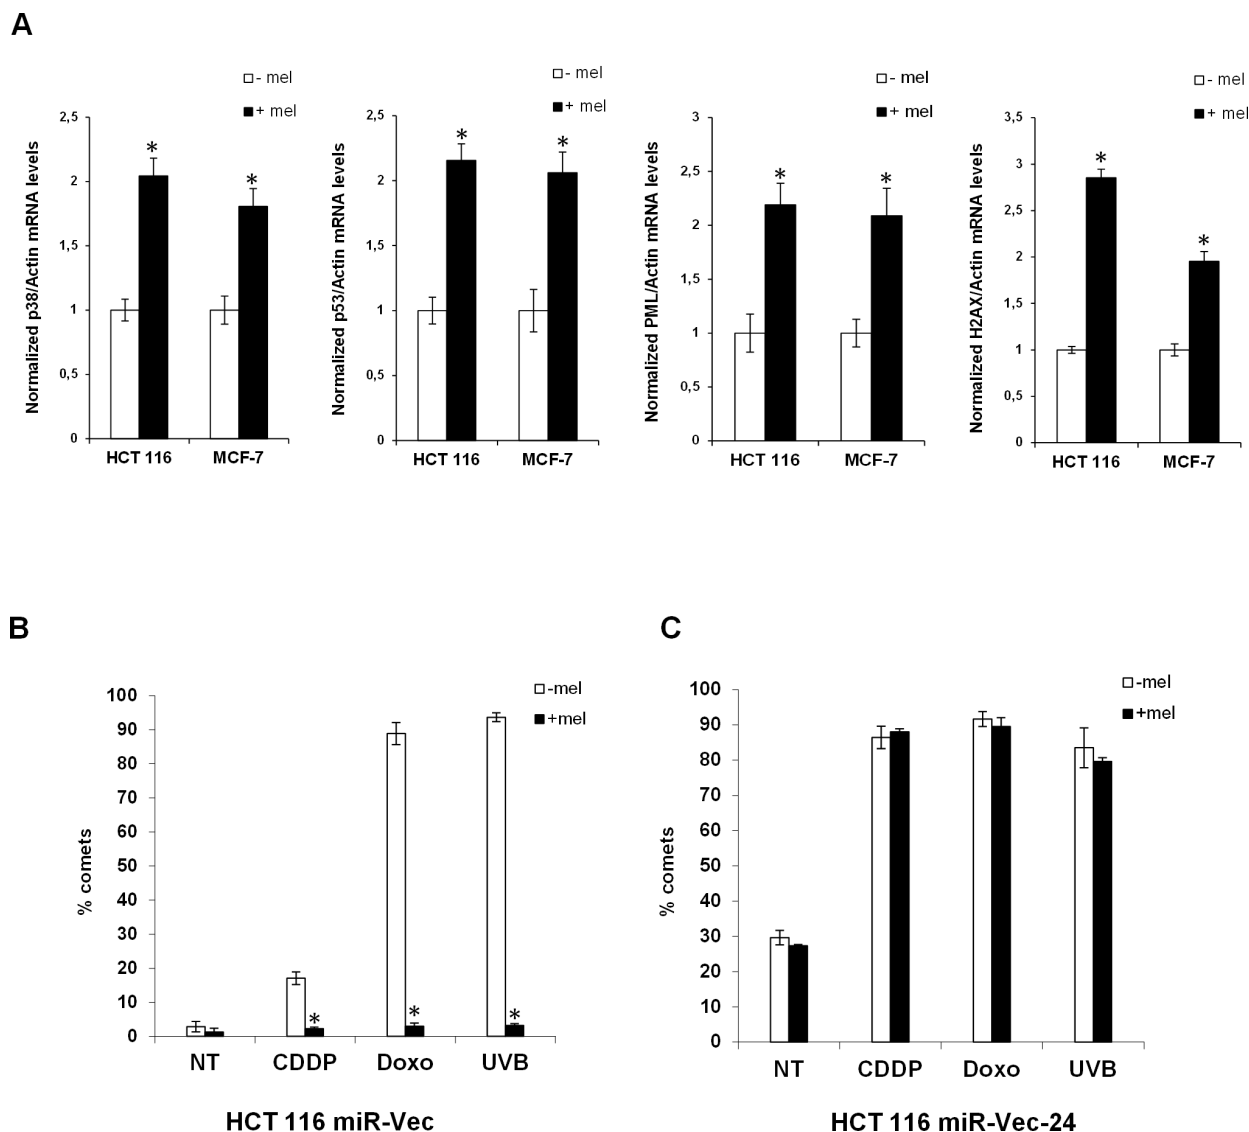 A
- mel
+ mel
Normalized p38/Actin mRNA levels
2,5
2
1,5
1
0,5
0
*
*
HCT 116
MCF-7
- mel
+ mel
Normalized p53/Actin mRNA levels
2,5
2
1,5
1
0,5
0
*
*
HCT 116
MCF-7
- mel
+ mel
Normalized PML/Actin mRNA levels
3
2,5
2
1,5
1
0,5
0
*
*
HCT 116
MCF-7
- mel
+ mel
Normalized H2AX/Actin mRNA levels
3,5
3
2,5
2
1,5
1
0,5
0
*
*
HCT 116
MCF-7
B
-mel
+mel
% comets
100
90
80
70
60
50
40
30
20
10
0
*
*
*
NT
CDDP
Doxo
UVB
HCT 116 miR-Vec
C
-mel
+mel
% comets
100
90
80
70
60
50
40
30
20
10
0
NT
CDDP
Doxo
UVB
HCT 116 miR-Vec-24